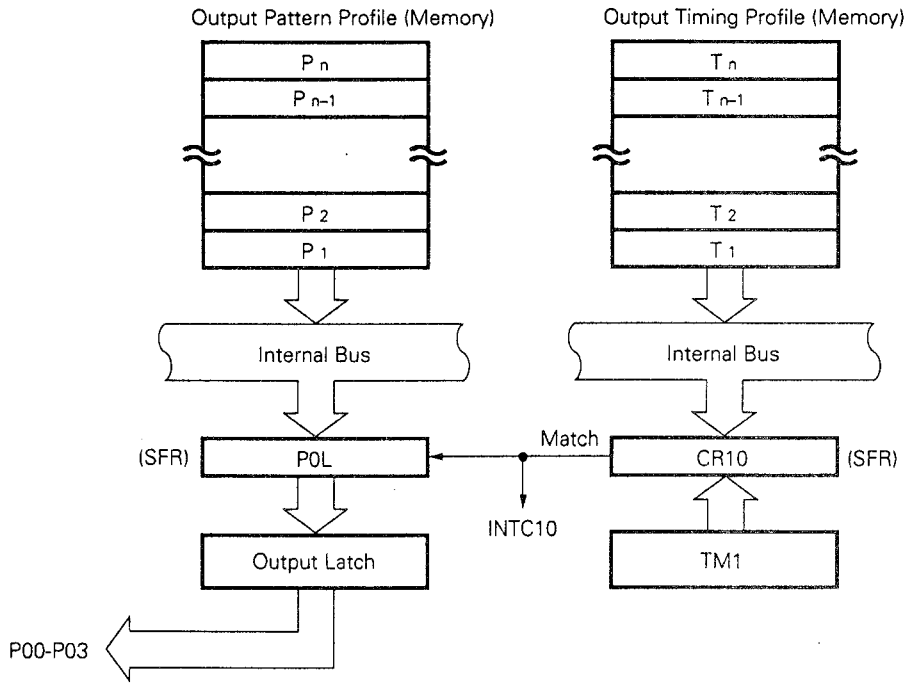 Output Pattern Profile (Memory)
P n
P n–1
P 2
P 1
Output Timing Profile (Memory)
T n
T n–1
T 2
T 1
Internal Bus
Internal Bus
(SFR)
P0L
Match
CR10
(SFR)
INTC10
Output Latch
TM1
P00-P03